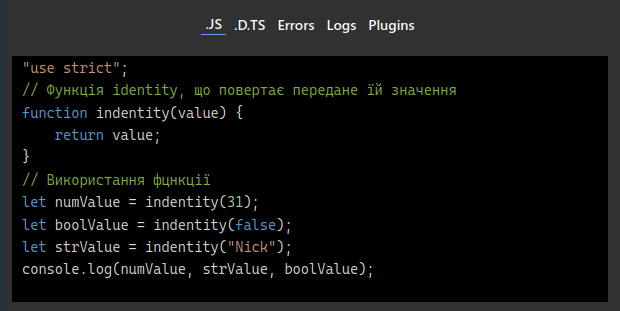 .JS .D.TS Errors Logs Plugins
"use strict";
// Функція identity, що повертає передане їй значення
function indentity(value) {
    return value;
}
// Використання фцнкції
let numValue = indentity(31);
let boolValue = indentity(false);
let strValue = indentity("Nick");
console.log(numValue, strValue, boolValue);